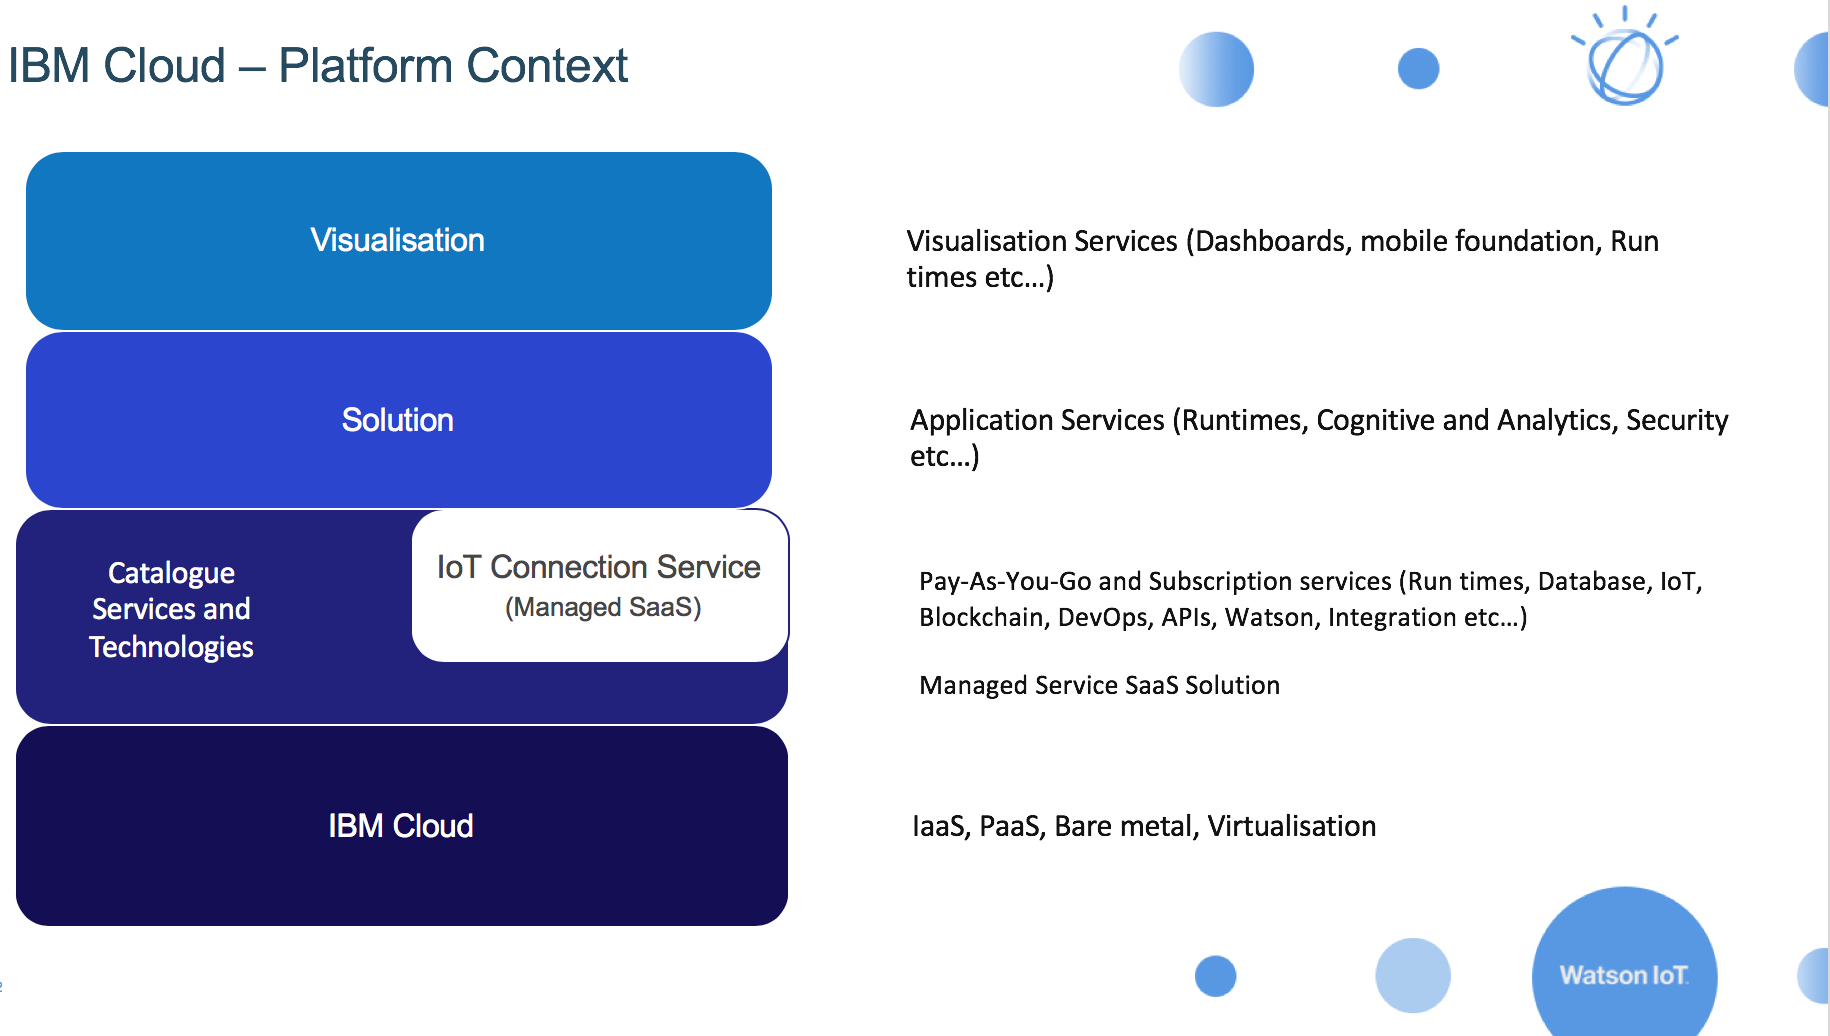 IBM Cloud – Platform Context
Visualisation
Visualisation Services (Dashboards, mobile foundation, Run
times etc...)
Solution
Application Services (Runtimes, Cognitive and Analytics, Security
etc...)
Catalogue
Services and
Technologies
IoT Connection Service
(Managed SaaS)
Pay-As-You-Go and Subscription services (Run times, Database, IoT,
Blockchain, DevOps, APIs, Watson, Integration etc...)
Managed Service SaaS Solution
IBM Cloud
IaaS, PaaS, Bare metal, Virtualisation
Watson IoT